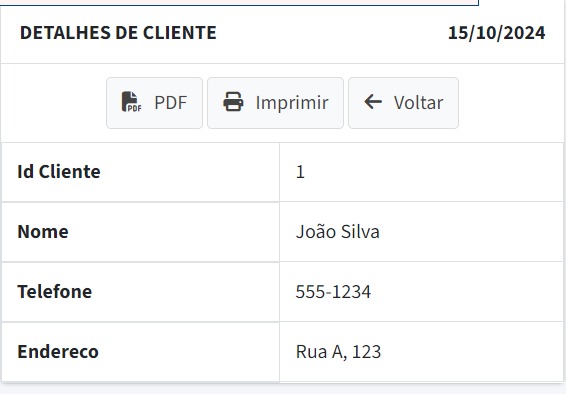 DETALHES DE CLIENTE 15/10/2024
PDF Imprimir Voltar
Id Cliente 1
Nome João Silva
Telefone 555-1234
Endereco Rua A, 123